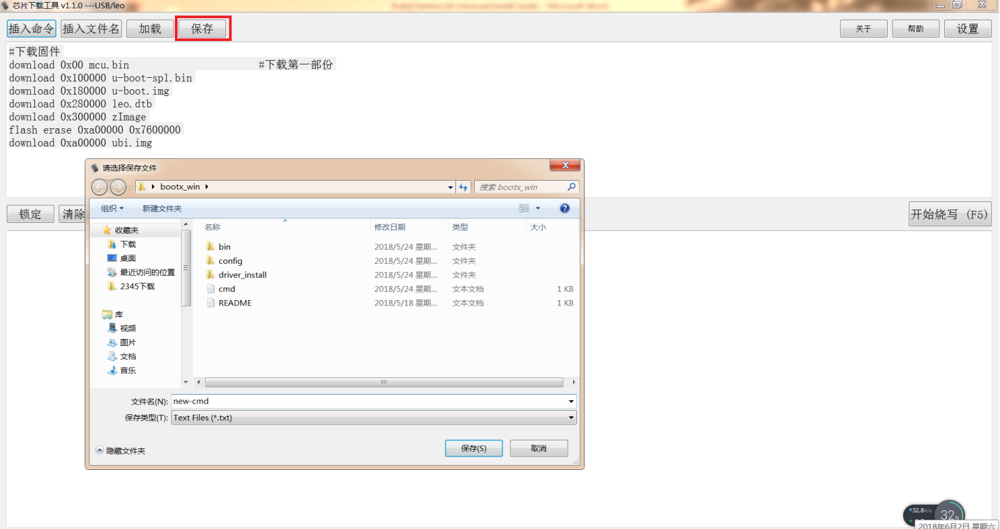 芯片下载工具 v1.1.0 ---USB/leo
插入命令 插入文件名 加载 保存 关于 帮助 设置
#下载固件
download 0x00 mcu.bin #下载第一部份
download 0x100000 u-boot-spl.bin
download 0x180000 u-boot.img
download 0x280000 leo.dtb
download 0x300000 zImage
flash erase 0xa00000 0x7600000
download 0xa00000 ubi.img
请选择保存文件
bootx_win 搜索 bootx_win
组织 新建文件夹
锁定 清除 开始烧写 (F5)
收藏夹 名称 修改日期 类型 大小
下载 bin 2018/5/24 星期... 文件夹
桌面 config 2018/5/24 星期... 文件夹
最近访问的位置 driver_install 2018/5/24 星期... 文件夹
2345下载 cmd 2018/5/24 星期... 文本文档 1 KB
README 2018/5/18 星期... 文本文档 1 KB
库
视频
图片
文档
音乐
文件名(N): new-cmd
保存类型(T): Text Files (*.txt)
隐藏文件夹 保存(S) 取消
32.8K/s
32%
2018年6月2日 星期六